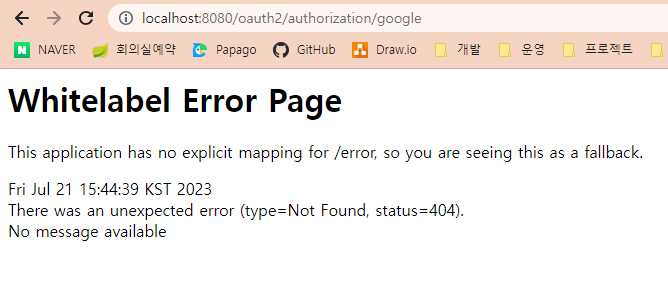 localhost:8080/oauth2/authorization/google
NAVER 회의실예약 Papago GitHub Draw.io 개발 운영 프로젝트
Whitelabel Error Page
This application has no explicit mapping for /error, so you are seeing this as a fallback.
Fri Jul 21 15:44:39 KST 2023
There was an unexpected error (type=Not Found, status=404).
No message available